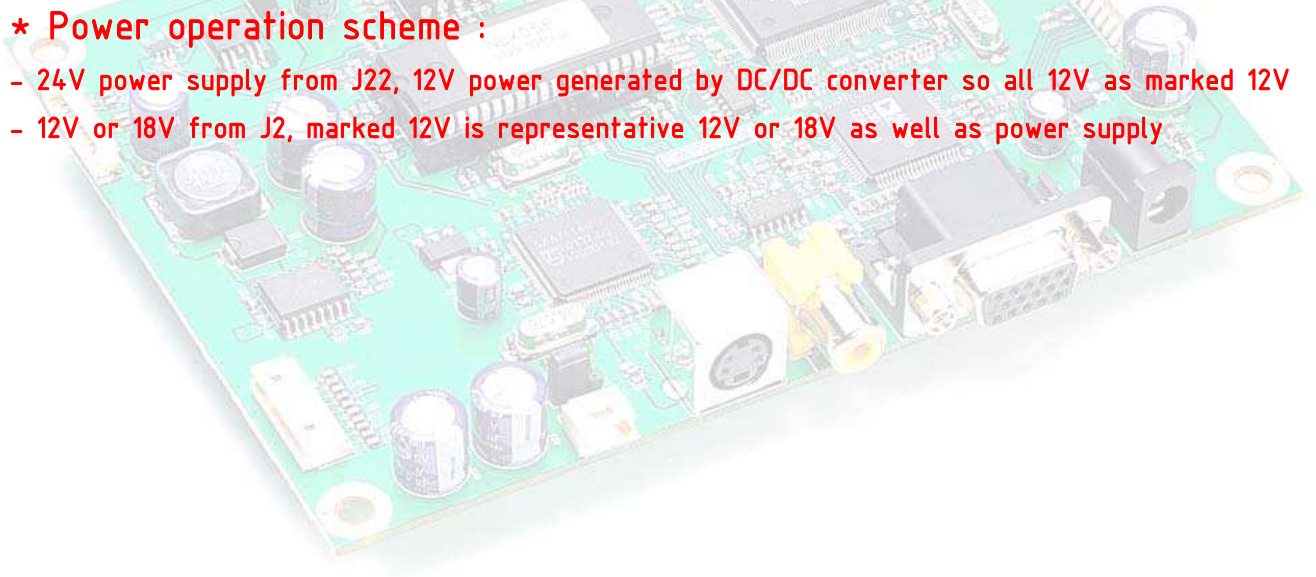 * Power operation scheme :
- 24V power supply from J22, 12V power generated by DC/DC converter so all 12V as marked 12V
- 12V or 18V from J2, marked 12V is representative 12V or 18V as well as power supply